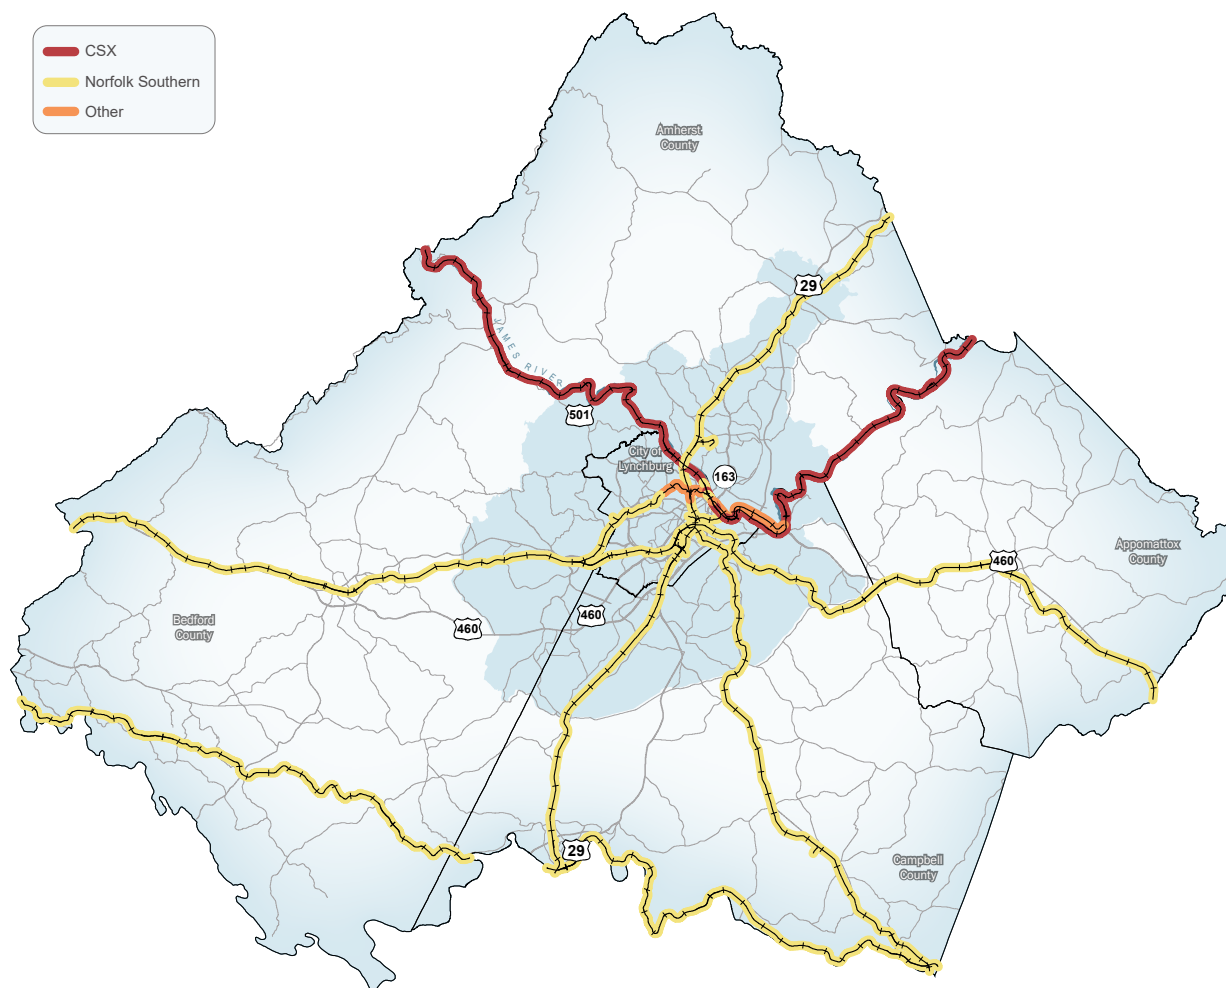 CSX
Norfolk Southern
Other
Amherst
County
29
JAMES RIVER
501
City of
Lynchburg
163
460
Appomattox
County
Bedford
County
460
460
29
Campbell
County